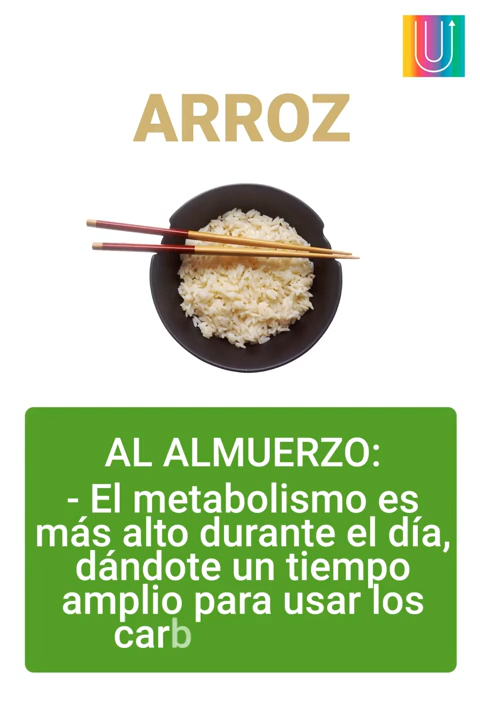 ARROZ
AL ALMUERZO:
- El metabolismo es
más alto durante el día,
dándote un tiempo
amplio para usar los
carb